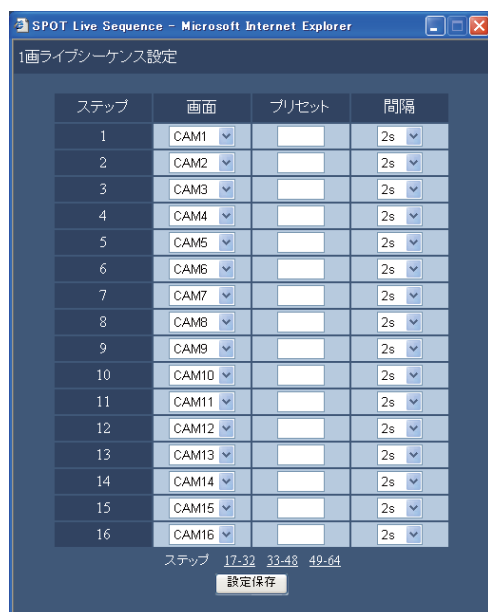 SPOT Live Sequence - Microsoft Internet Explorer
1画ライブシーケンス設定
ステップ 画面 プリセット 間隔
1 CAM1 2s
2 CAM2 2s
3 CAM3 2s
4 CAM4 2s
5 CAM5 2s
6 CAM6 2s
7 CAM7 2s
8 CAM8 2s
9 CAM9 2s
10 CAM10 2s
11 CAM11 2s
12 CAM12 2s
13 CAM13 2s
14 CAM14 2s
15 CAM15 2s
16 CAM16 2s
ステップ 17-32 33-48 49-64
設定保存